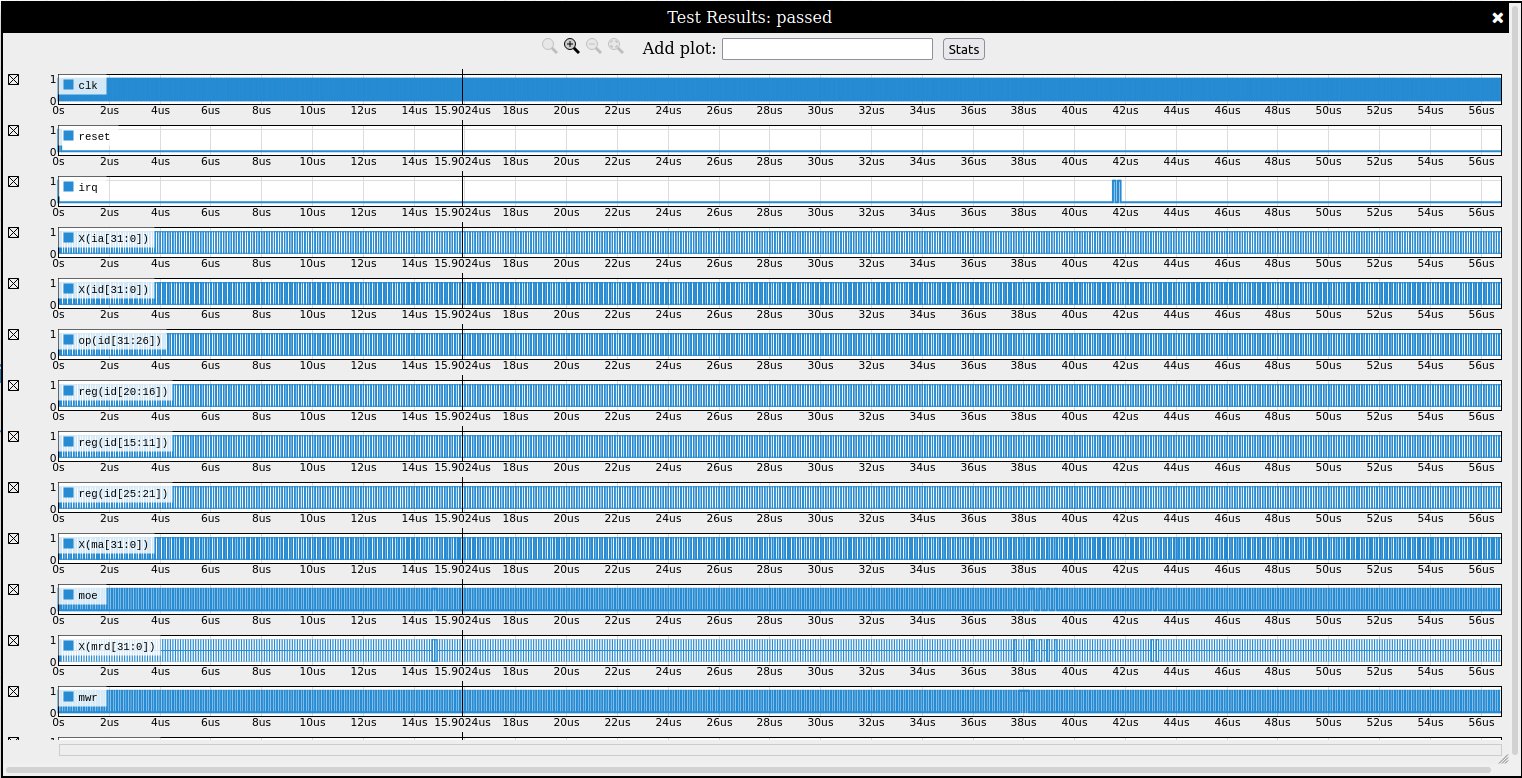 Test Results: passed
Add plot: Stats
1
clk
0
0s 2us 4us 6us 8us 10us 12us 14us 15.9024us 18us 20us 22us 24us 26us 28us 30us 32us 34us 36us 38us 40us 42us 44us 46us 48us 50us 52us 54us 56us
1
reset
0
0s 2us 4us 6us 8us 10us 12us 14us 15.9024us 18us 20us 22us 24us 26us 28us 30us 32us 34us 36us 38us 40us 42us 44us 46us 48us 50us 52us 54us 56us
1
irq
0
0s 2us 4us 6us 8us 10us 12us 14us 15.9024us 18us 20us 22us 24us 26us 28us 30us 32us 34us 36us 38us 40us 42us 44us 46us 48us 50us 52us 54us 56us
1
X(ia[31:0])
0
0s 2us 4us 6us 8us 10us 12us 14us 15.9024us 18us 20us 22us 24us 26us 28us 30us 32us 34us 36us 38us 40us 42us 44us 46us 48us 50us 52us 54us 56us
1
X(id[31:0])
0
0s 2us 4us 6us 8us 10us 12us 14us 15.9024us 18us 20us 22us 24us 26us 28us 30us 32us 34us 36us 38us 40us 42us 44us 46us 48us 50us 52us 54us 56us
1
op(id[31:26])
0
0s 2us 4us 6us 8us 10us 12us 14us 15.9024us 18us 20us 22us 24us 26us 28us 30us 32us 34us 36us 38us 40us 42us 44us 46us 48us 50us 52us 54us 56us
1
reg(id[20:16])
0
0s 2us 4us 6us 8us 10us 12us 14us 15.9024us 18us 20us 22us 24us 26us 28us 30us 32us 34us 36us 38us 40us 42us 44us 46us 48us 50us 52us 54us 56us
1
reg(id[15:11])
0
0s 2us 4us 6us 8us 10us 12us 14us 15.9024us 18us 20us 22us 24us 26us 28us 30us 32us 34us 36us 38us 40us 42us 44us 46us 48us 50us 52us 54us 56us
1
reg(id[25:21])
0
0s 2us 4us 6us 8us 10us 12us 14us 15.9024us 18us 20us 22us 24us 26us 28us 30us 32us 34us 36us 38us 40us 42us 44us 46us 48us 50us 52us 54us 56us
1
X(ma[31:0])
0
0s 2us 4us 6us 8us 10us 12us 14us 15.9024us 18us 20us 22us 24us 26us 28us 30us 32us 34us 36us 38us 40us 42us 44us 46us 48us 50us 52us 54us 56us
1
moe
0
0s 2us 4us 6us 8us 10us 12us 14us 15.9024us 18us 20us 22us 24us 26us 28us 30us 32us 34us 36us 38us 40us 42us 44us 46us 48us 50us 52us 54us 56us
1
X(mrd[31:0])
0
0s 2us 4us 6us 8us 10us 12us 14us 15.9024us 18us 20us 22us 24us 26us 28us 30us 32us 34us 36us 38us 40us 42us 44us 46us 48us 50us 52us 54us 56us
1
mwr
0
0s 2us 4us 6us 8us 10us 12us 14us 15.9024us 18us 20us 22us 24us 26us 28us 30us 32us 34us 36us 38us 40us 42us 44us 46us 48us 50us 52us 54us 56us